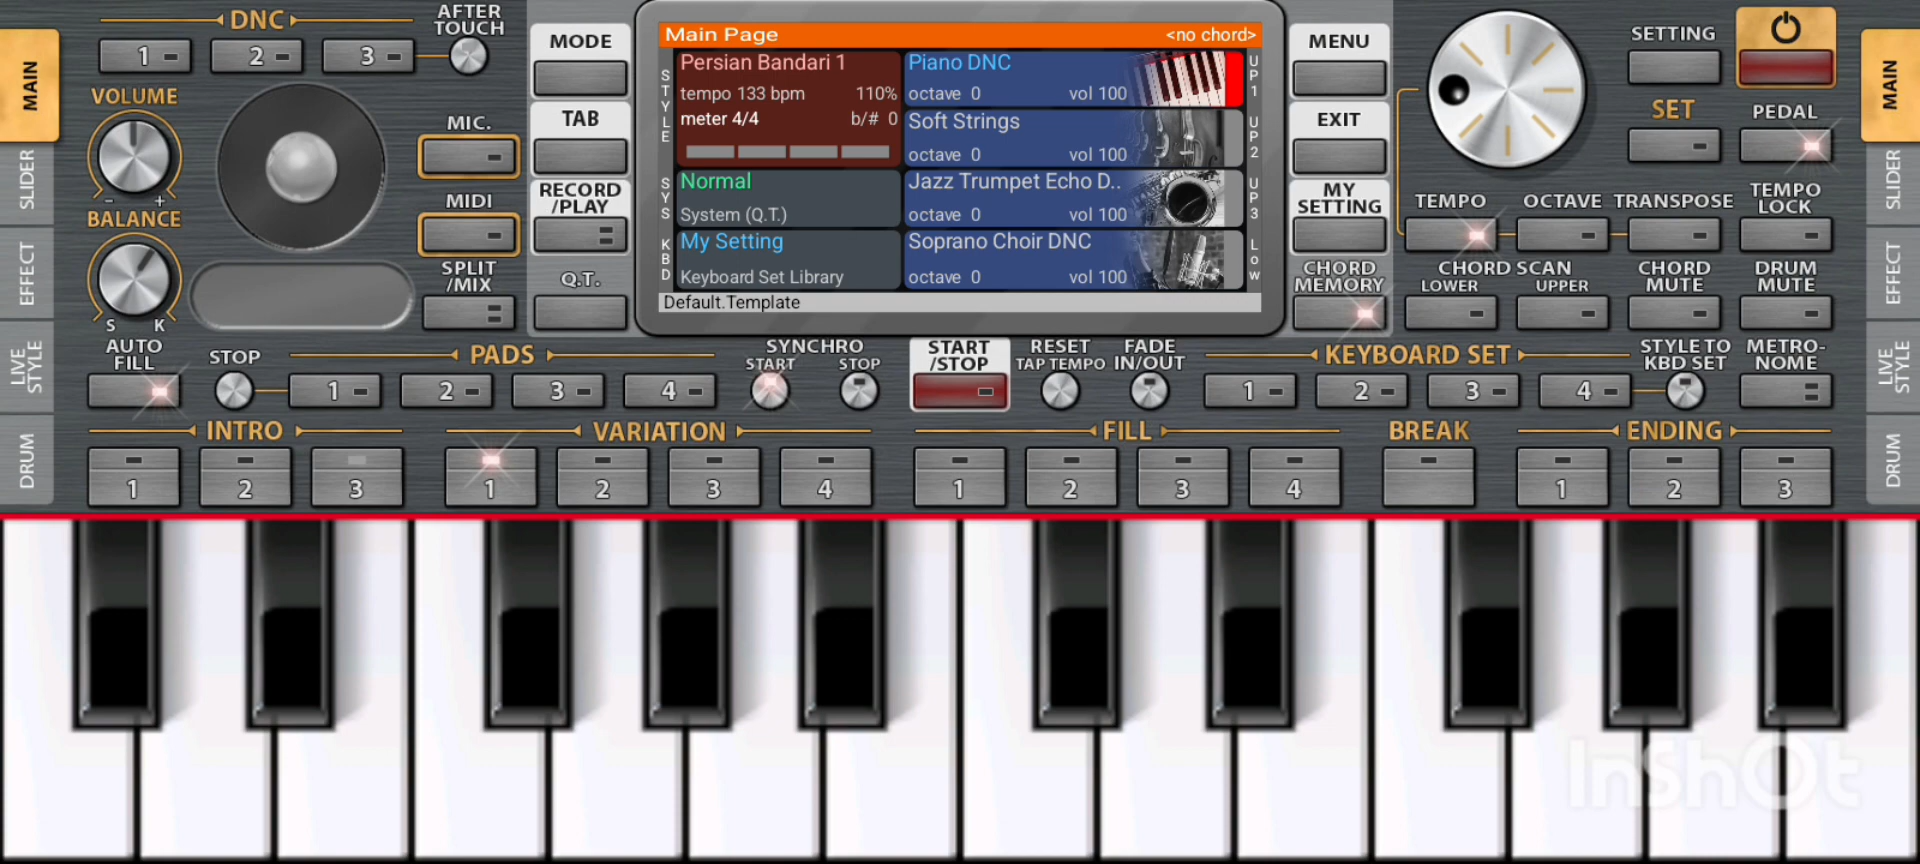 DNC
AFTER
TOUCH
1
2
3
MAIN
VOLUME
- +
BALANCE
S K
SLIDER
EFFECT
LIVE
STYLE
DRUM
MIC.
MIDI
SPLIT
/MIX
MODE
TAB
RECORD
/PLAY
Q.T.
Main Page <no chord>
STYLE
Persian Bandari 1
tempo 133 bpm 110%
meter 4/4 b/# 0
SYS
Normal
System (Q.T.)
KBD
My Setting
Keyboard Set Library
Piano DNC
octave 0 vol 100
UP1
Soft Strings
octave 0 vol 100
UP2
Jazz Trumpet Echo D..
octave 0 vol 100
UP3
Soprano Choir DNC
octave 0 vol 100
Low
Default.Template
MENU
EXIT
MY
SETTING
CHORD
MEMORY
SETTING
SET
PEDAL
TEMPO
OCTAVE
TRANSPOSE
TEMPO
LOCK
CHORD SCAN
LOWER UPPER
CHORD
MUTE
DRUM
MUTE
MAIN
SLIDER
EFFECT
LIVE
STYLE
DRUM
AUTO
FILL
STOP
PADS
1
2
3
4
SYNCHRO
START STOP
START
/STOP
RESET
TAP TEMPO
FADE
IN/OUT
KEYBOARD SET
1
2
3
4
STYLE TO
KBD SET
METRO-
NOME
INTRO
1
2
3
VARIATION
1
2
3
4
FILL
1
2
3
4
BREAK
ENDING
1
2
3
InShOt